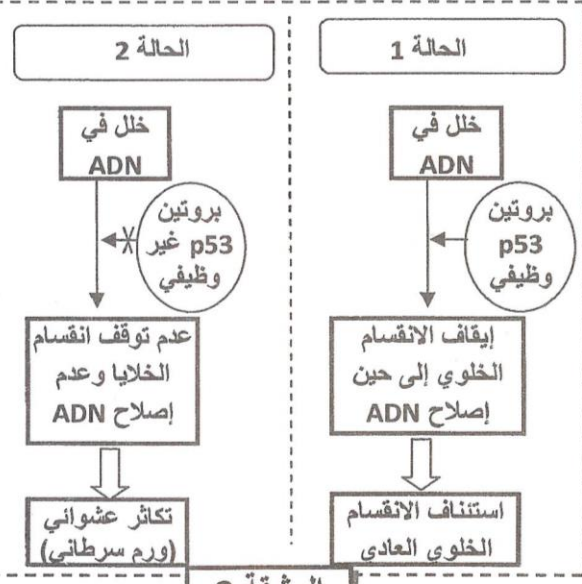 الحالة 1
خلل في
ADN
بروتين
p53
وظيفي
إيقاف الانقسام
الخلوي إلى حين
إصلاح ADN
استئناف الانقسام
الخلوي العادي
الحالة 2
خلل في
ADN
بروتين
p53 غير
وظيفي
عدم توقف انقسام
الخلايا وعدم
إصلاح ADN
تكاثر عشوائي
(ورم سرطاني)